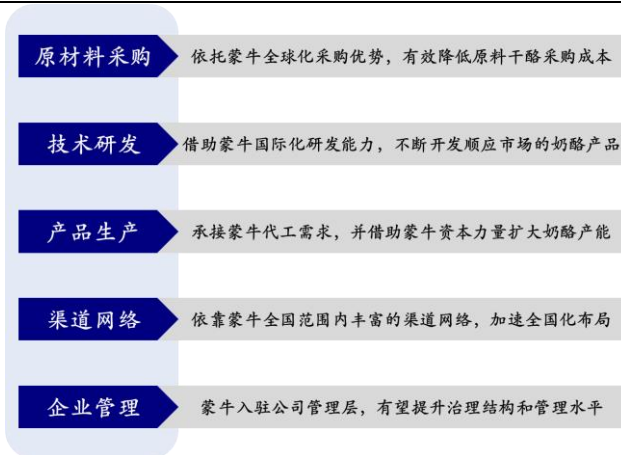 原材料采购
依托蒙牛全球化采购优势，有效降低原料干酪采购成本
技术研发
借助蒙牛国际化研发能力，不断开发顺应市场的奶酪产品
产品生产
承接蒙牛代工需求，并借助蒙牛资本力量扩大奶酪产能
渠道网络
依靠蒙牛全国范围内丰富的渠道网络，加速全国化布局
企业管理
蒙牛入驻公司管理层，有望提升治理结构和管理水平